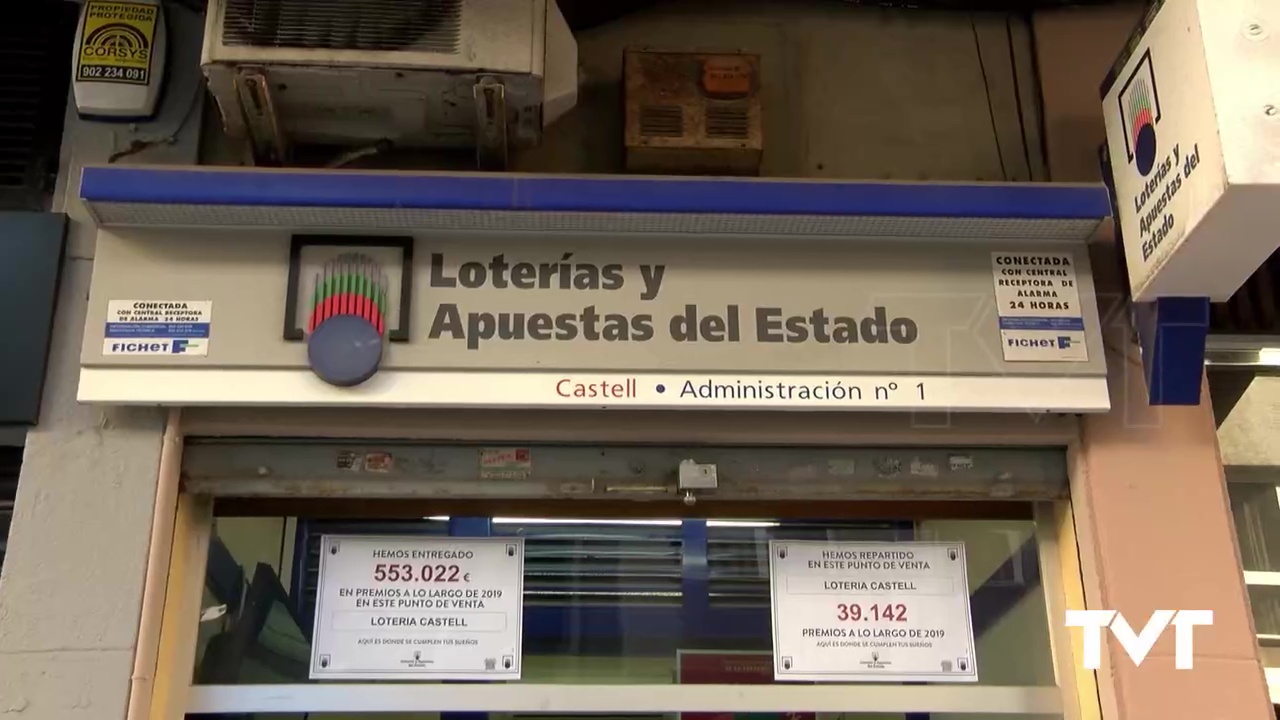 PROPIEDAD
PROTEGIDA
CORSYS
902 234 091
Loterías y
Apuestas del
Estado
Loterías y
Apuestas del Estado
Castell • Administración nº 1
CONECTADA
CON CENTRAL RECEPTORA
DE ALARMA 24 HORAS
FICHET F
CONECTADA
CON CENTRAL
RECEPTORA DE
ALARMA
24 HORAS
FICHET F
HEMOS ENTREGADO
553.022 €
EN PREMIOS A LO LARGO DE 2019
EN ESTE PUNTO DE VENTA
LOTERIA CASTELL
AQUÍ ES DONDE SE CUMPLEN TUS SUEÑOS
HEMOS REPARTIDO
EN ESTE PUNTO DE VENTA
LOTERIA CASTELL
39.142
PREMIOS A LO LARGO DE 2019
AQUÍ ES DONDE SE CUMPLEN TUS SUEÑOS
TVT